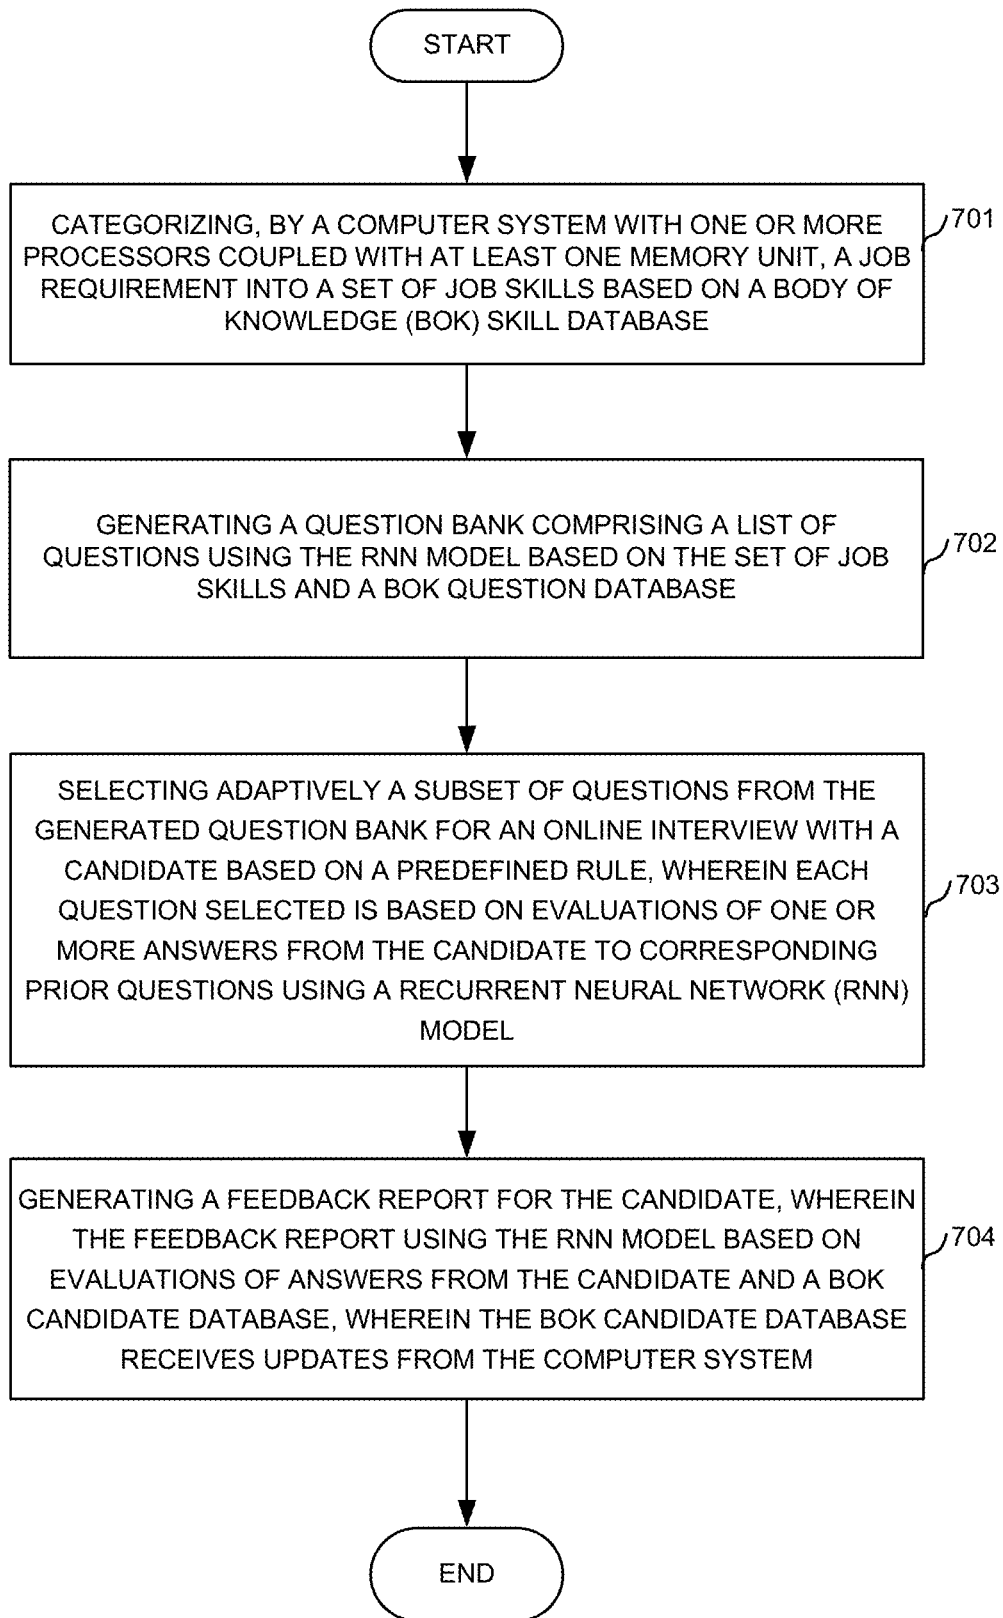 START
CATEGORIZING, BY A COMPUTER SYSTEM WITH ONE OR MORE
PROCESSORS COUPLED WITH AT LEAST ONE MEMORY UNIT, A JOB
REQUIREMENT INTO A SET OF JOB SKILLS BASED ON A BODY OF
KNOWLEDGE (BOK) SKILL DATABASE
701
GENERATING A QUESTION BANK COMPRISING A LIST OF
QUESTIONS USING THE RNN MODEL BASED ON THE SET OF JOB
SKILLS AND A BOK QUESTION DATABASE
702
SELECTING ADAPTIVELY A SUBSET OF QUESTIONS FROM THE
GENERATED QUESTION BANK FOR AN ONLINE INTERVIEW WITH A
CANDIDATE BASED ON A PREDEFINED RULE, WHEREIN EACH
QUESTION SELECTED IS BASED ON EVALUATIONS OF ONE OR
MORE ANSWERS FROM THE CANDIDATE TO CORRESPONDING
PRIOR QUESTIONS USING A RECURRENT NEURAL NETWORK (RNN)
MODEL
703
GENERATING A FEEDBACK REPORT FOR THE CANDIDATE, WHEREIN
THE FEEDBACK REPORT USING THE RNN MODEL BASED ON
EVALUATIONS OF ANSWERS FROM THE CANDIDATE AND A BOK
CANDIDATE DATABASE, WHEREIN THE BOK CANDIDATE DATABASE
RECEIVES UPDATES FROM THE COMPUTER SYSTEM
704
END